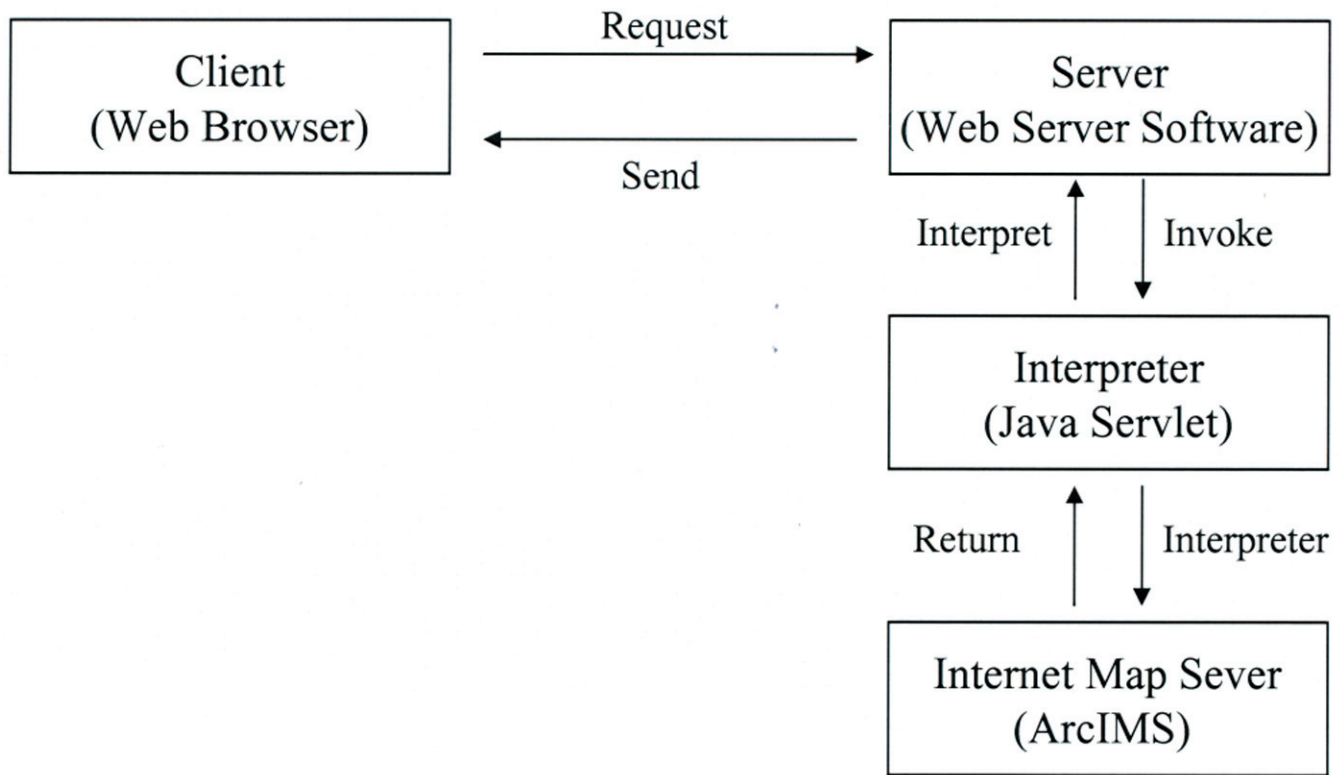 Client
(Web Browser)
Request
Send
Server
(Web Server Software)
Interpret
Invoke
Interpreter
(Java Servlet)
Return
Interpreter
Internet Map Sever
(ArcIMS)